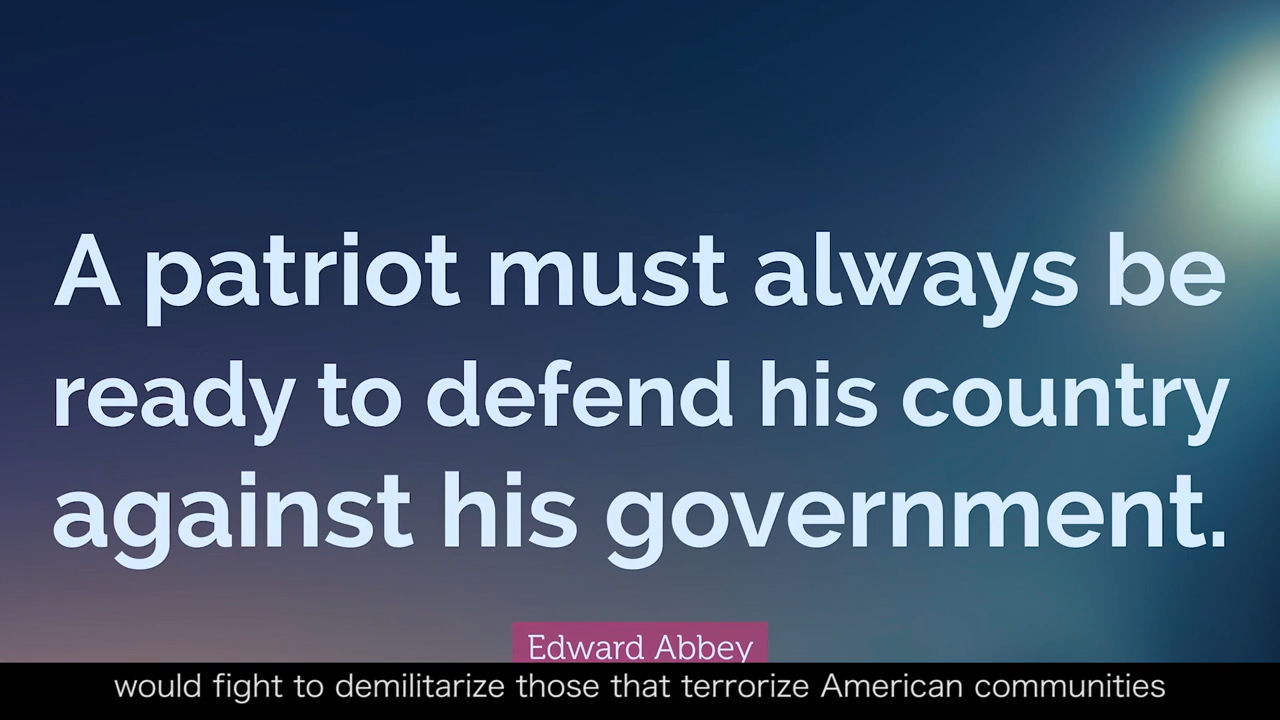 A patriot must always be
ready to defend his country
against his government.
Edward Abbey
would fight to demilitarize those that terrorize American communities